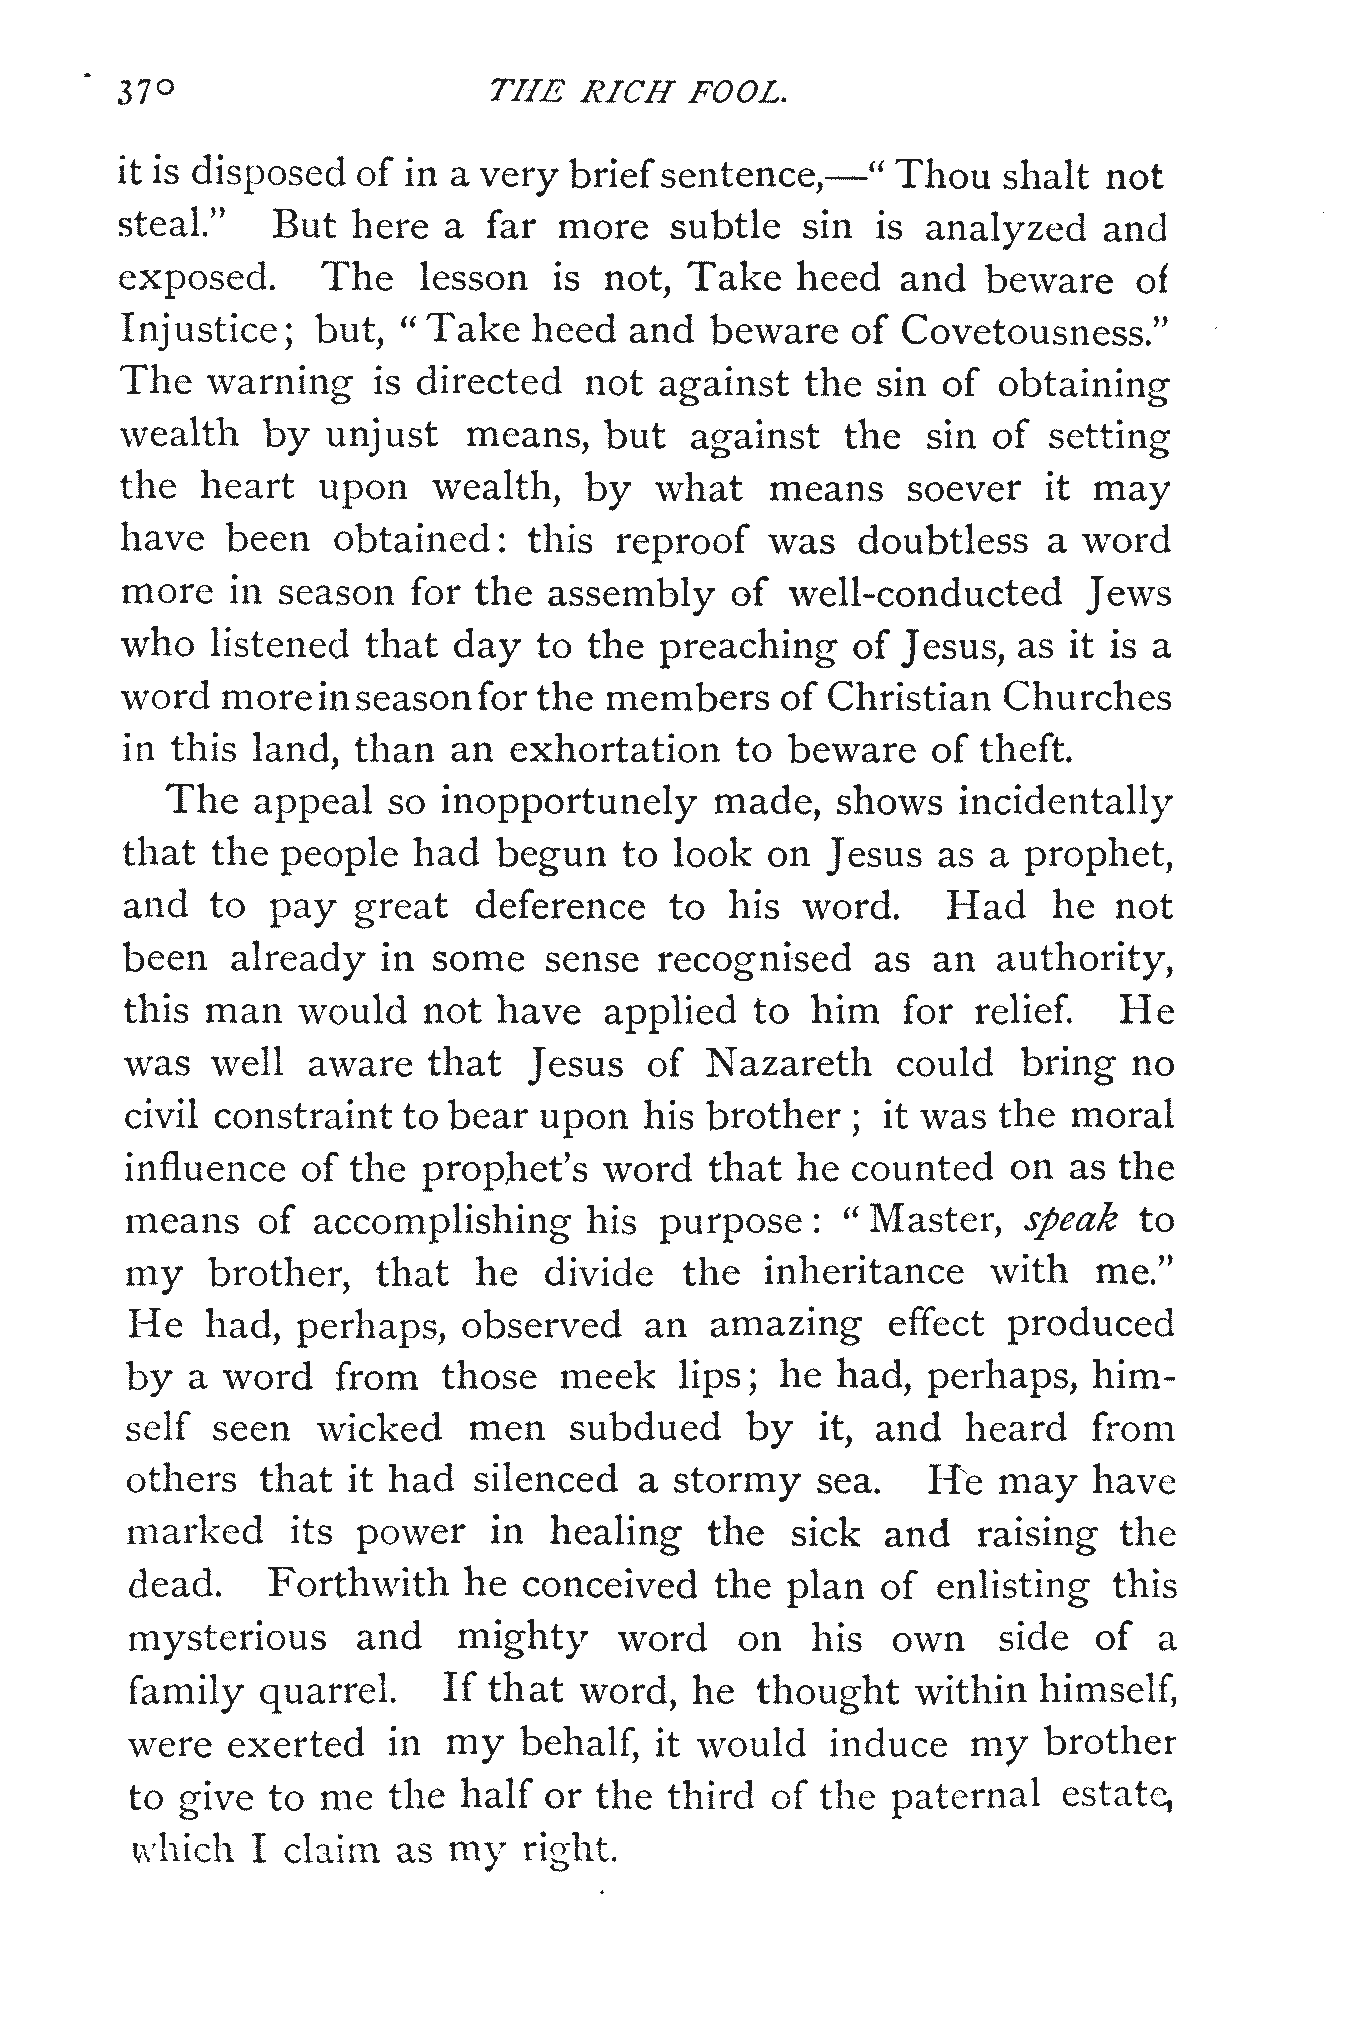 370 THE RICH FOOL.
it is disposed of in a very brief sentence,—" Thou shalt not
steal." But here a far more subtle sin is analyzed and
exposed. The lesson is not, Take heed and beware of
Injustice; but, " Take heed and beware of Covetousness."
The warning is directed not against the sin of obtaining
wealth by unjust means, but against the sin of setting
the heart upon wealth, by what means soever it may
have been obtained: this reproof was doubtless a word
more in season for the assembly of well-conducted Jews
who listened that day to the preaching of Jesus, as it is a
word more in season for the members of Christian Churches
in this land, than an exhortation to beware of theft.
The appeal so inopportunely made, shows incidentally
that the people had begun to look on Jesus as a prophet,
and to pay great deference to his word. Had he not
been already in some sense recognised as an authority,
this man would not have applied to him for relief. He
was well aware that Jesus of Nazareth could bring no
civil constraint to bear upon his brother ; it was the moral
influence of the prophet's word that he counted on as the
means of accomplishing his purpose : " Master, speak to
my brother, that he divide the inheritance with me."
He had, perhaps, observed an amazing effect produced
by a word from those meek lips; he had, perhaps, him-
self seen wicked men subdued by it, and heard from
others that it had silenced a stormy sea. He may have
marked its power in healing the sick and raising the
dead. Forthwith he conceived the plan of enlisting this
mysterious and mighty word on his own side of a
family quarrel. If that word, he thought within himself,
were exerted in my behalf, it would induce my brother
to give to me the half or the third of the paternal estate,
which I claim as my right.